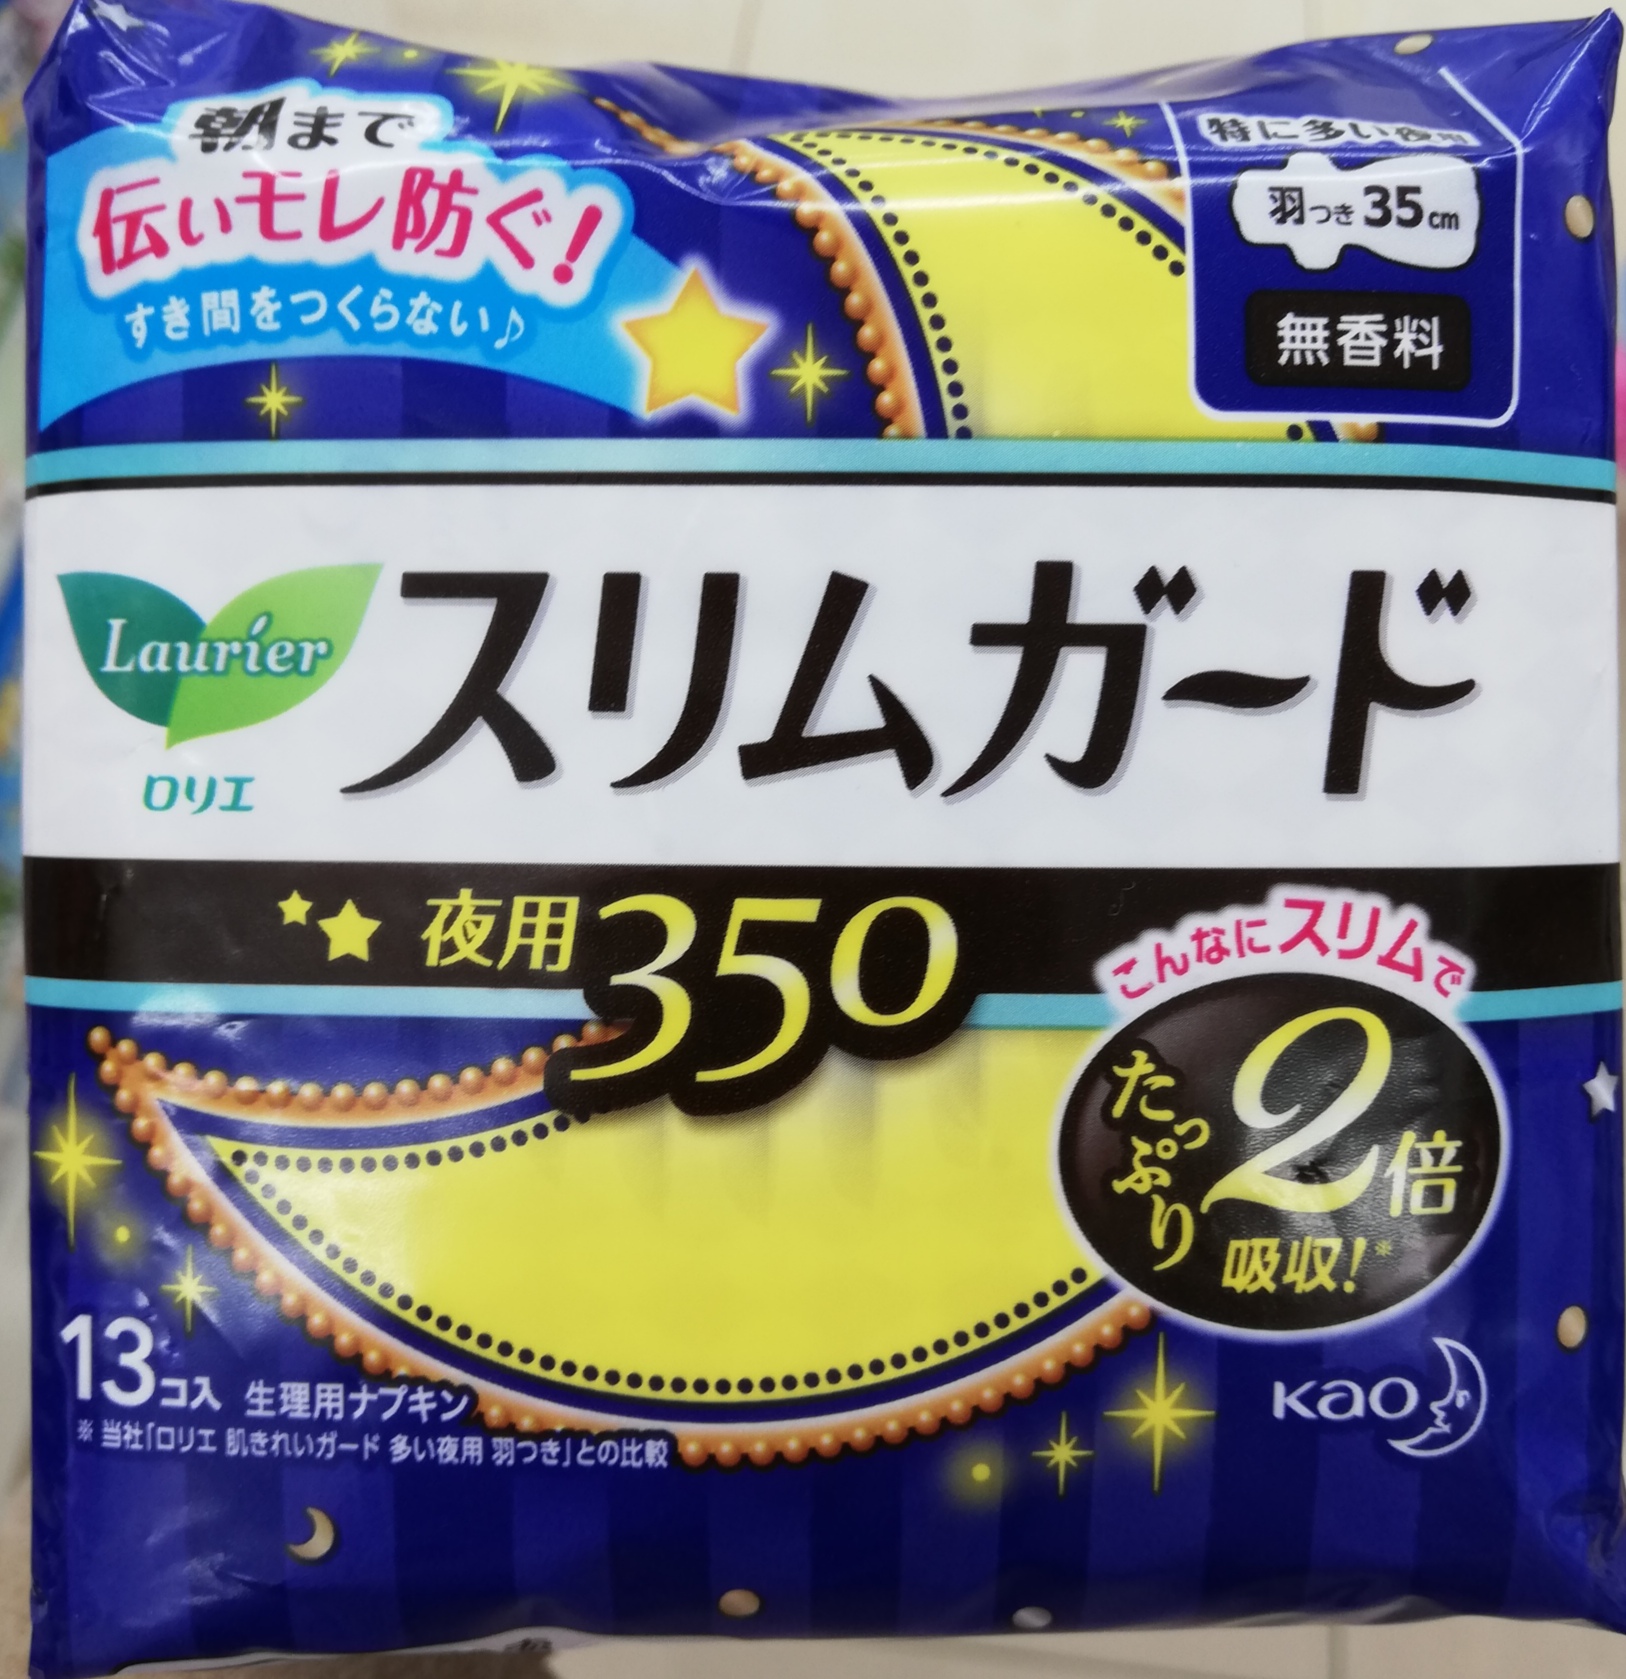 朝まで
伝いモレ防ぐ!
すき間をつくらない♪
特に多い夜用
羽つき35cm
無香料
Laurier
ロリエ
スリムガード
夜用350
こんなにスリムで
たっぷり2倍
吸収!※
13コ入 生理用ナプキン
※ 当社「ロリエ 肌きれいガード 多い夜用 羽つき」との比較
Kao